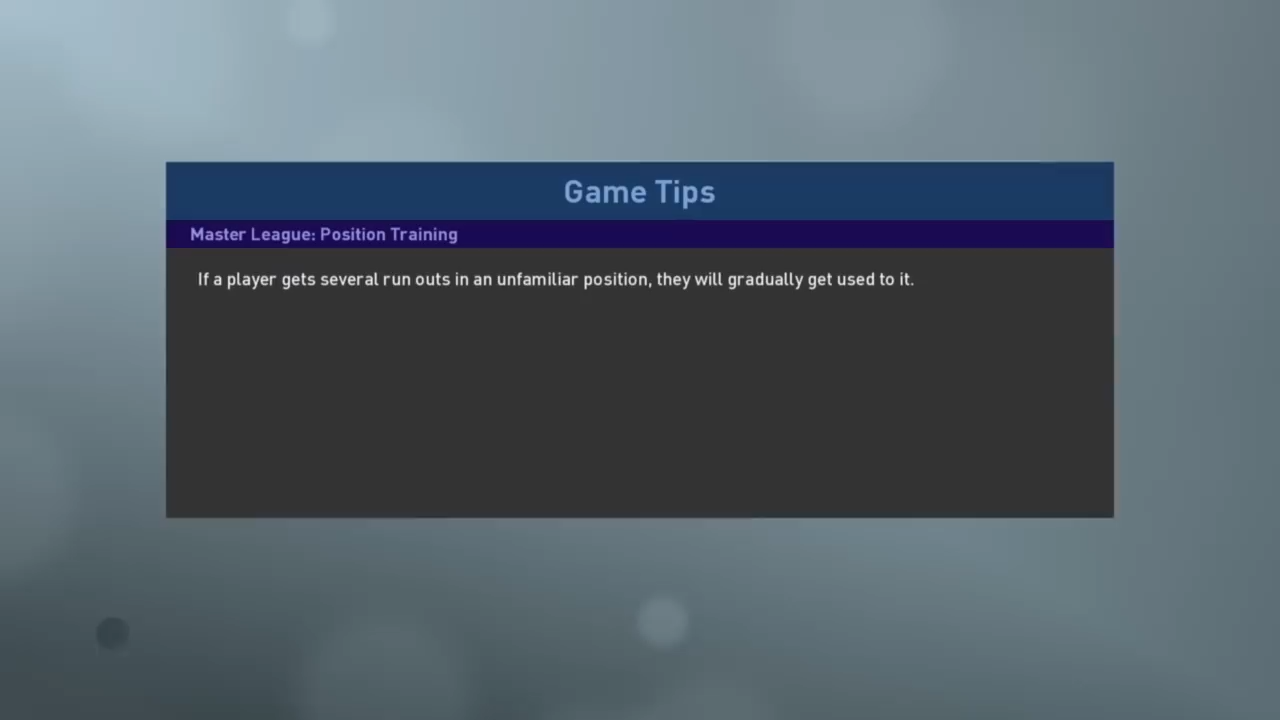 Game Tips
Master League: Position Training
If a player gets several run outs in an unfamiliar position, they will gradually get used to it.